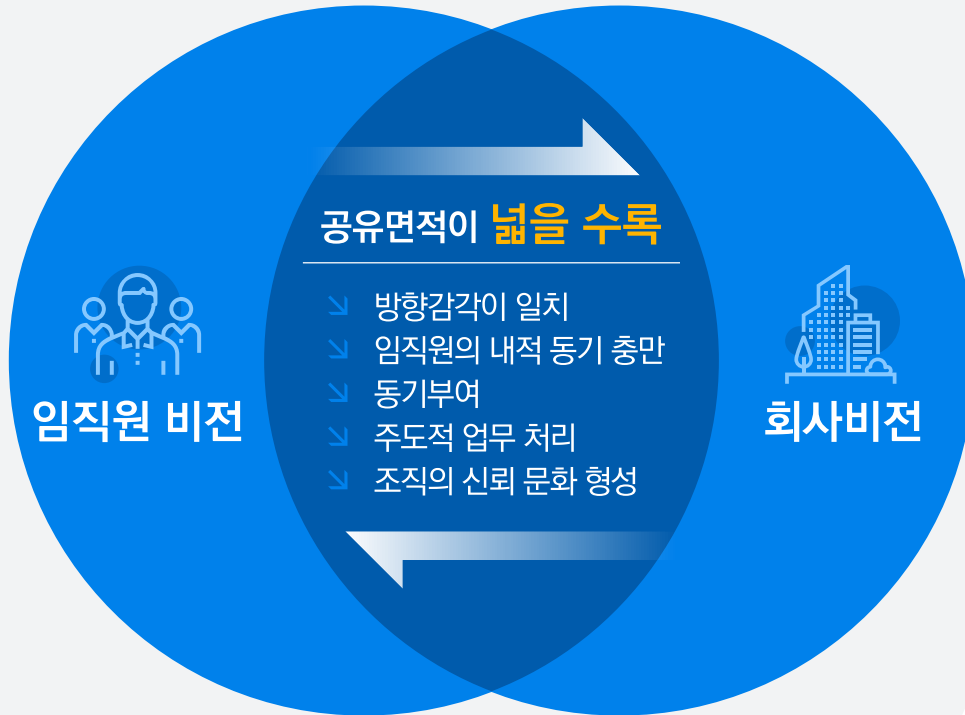 공유면적이 넓을 수록
방향감각이 일치
임직원의 내적 동기 충만
동기부여
주도적 업무 처리
조직의 신뢰 문화 형성
임직원 비전
회사비전